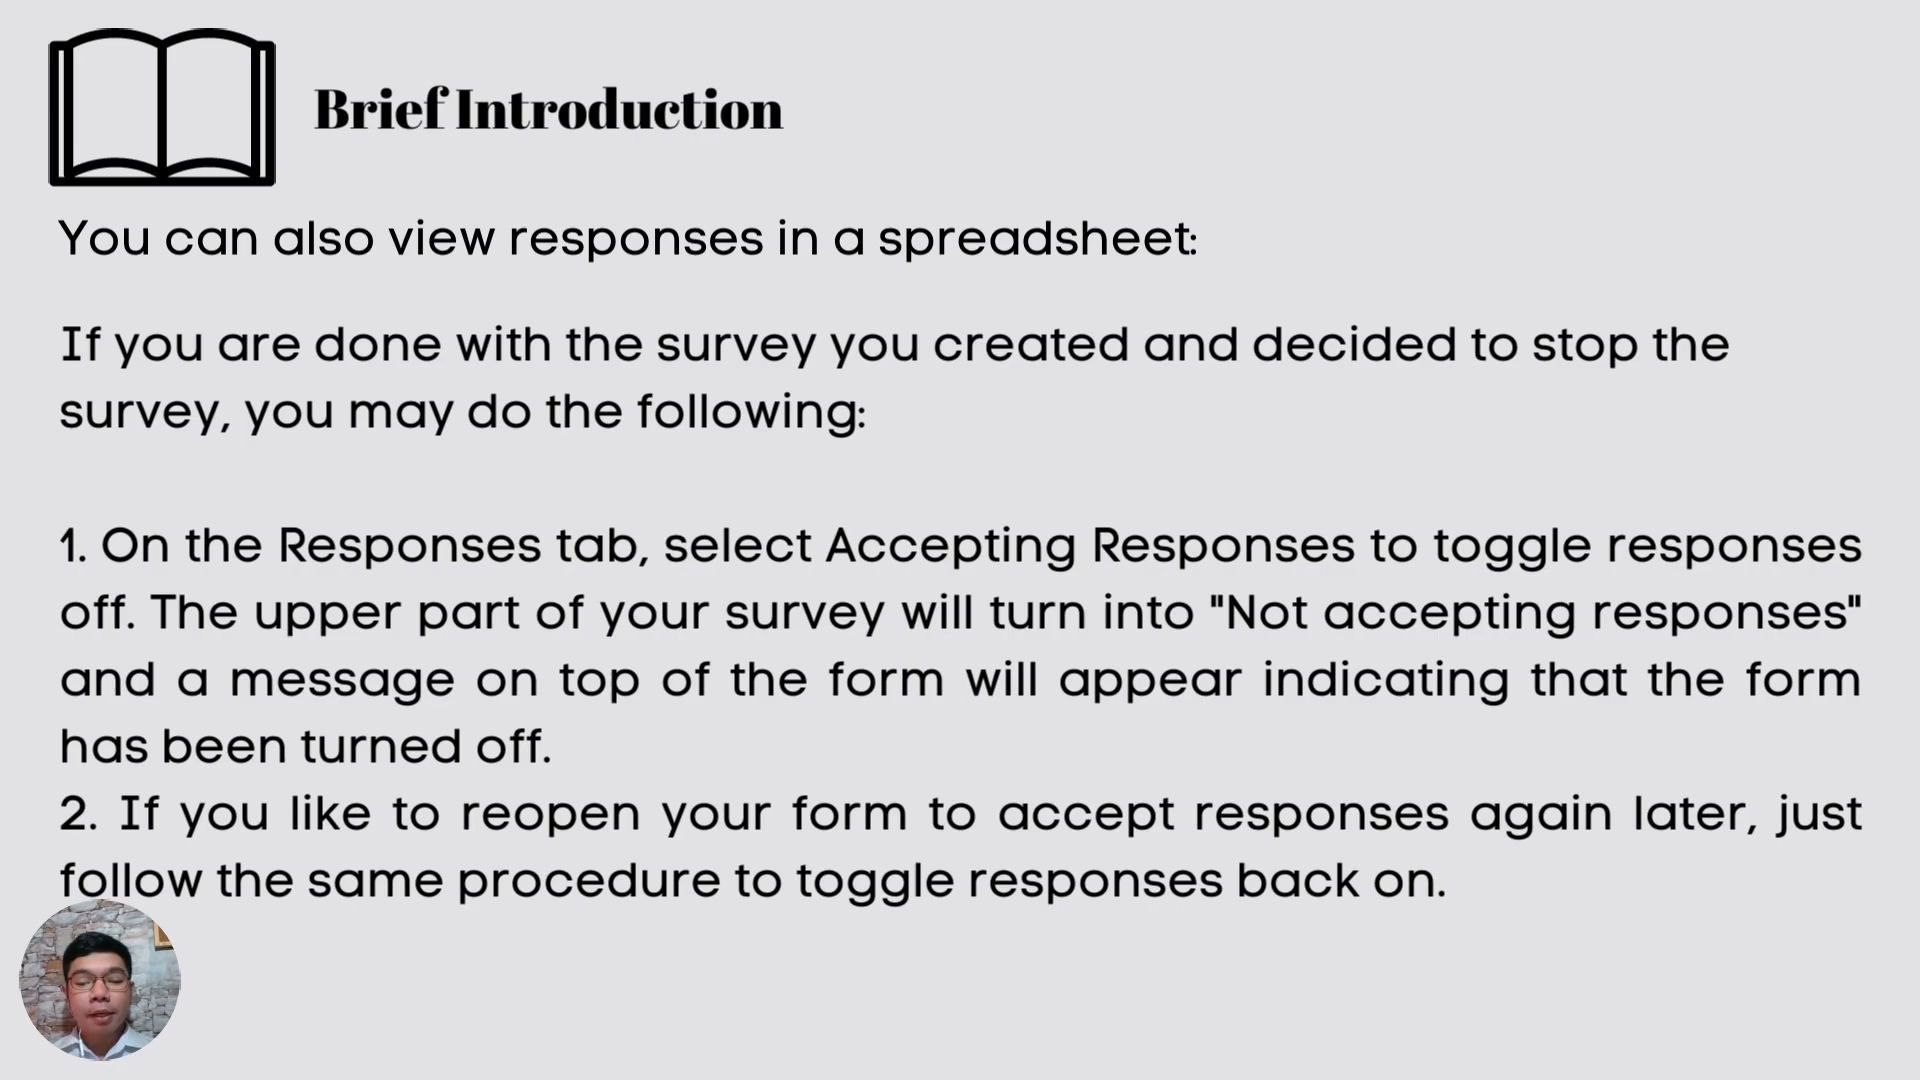 Brief Introduction
You can also view responses in a spreadsheet:
If you are done with the survey you created and decided to stop the
survey, you may do the following:
1. On the Responses tab, select Accepting Responses to toggle responses
off. The upper part of your survey will turn into "Not accepting responses"
and a message on top of the form will appear indicating that the form
has been turned off.
2. If you like to reopen your form to accept responses again later, just
follow the same procedure to toggle responses back on.